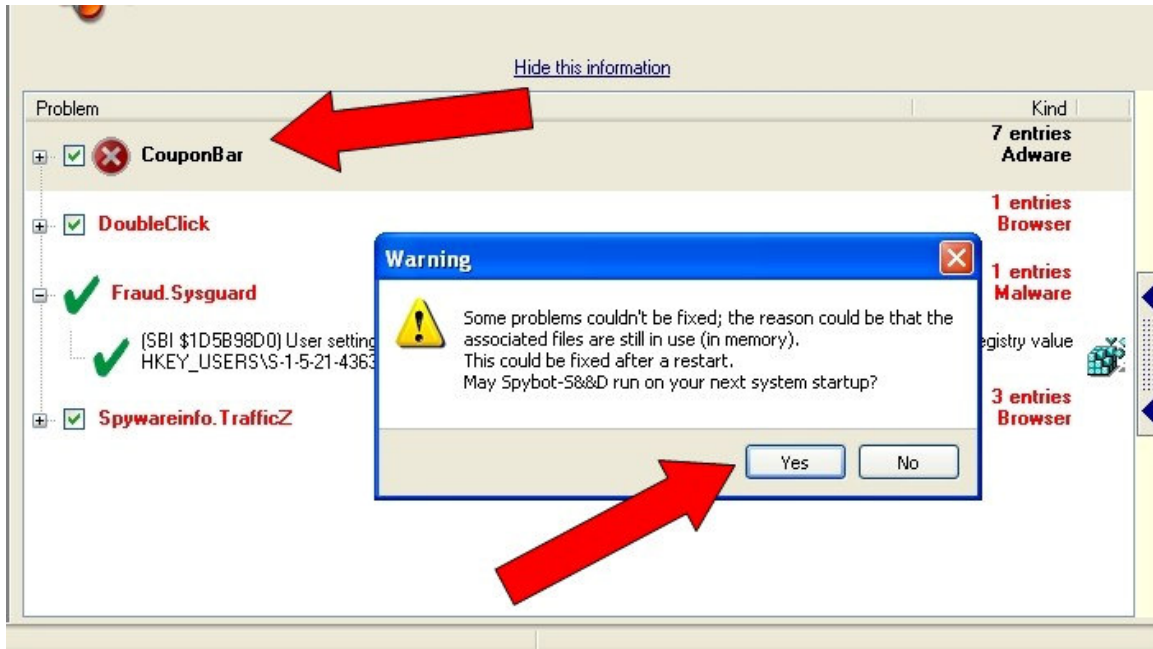 Hide this information
Problem Kind
CouponBar
7 entries
Adware
DoubleClick
1 entries
Browser
Fraud.Sysguard
1 entries
Malware
(SBI $1D5B98D0) User setting
HKEY_USERS\S-1-5-21-4363
egistry value
Spywareinfo.TrafficZ
3 entries
Browser
Warning
Some problems couldn't be fixed; the reason could be that the
associated files are still in use (in memory).
This could be fixed after a restart.
May Spybot-S&&D run on your next system startup?
Yes No